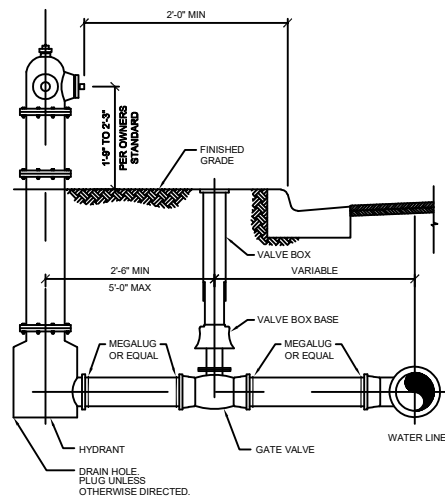 2'-0" MIN
1'-9" TO 2'-3"
PER OWNERS
STANDARD
FINISHED
GRADE
VALVE BOX
2'-6" MIN
VARIABLE
5'-0" MAX
VALVE BOX BASE
MEGALUG
OR EQUAL
MEGALUG
OR EQUAL
WATER LINE
HYDRANT
GATE VALVE
DRAIN HOLE.
PLUG UNLESS
OTHERWISE DIRECTED.